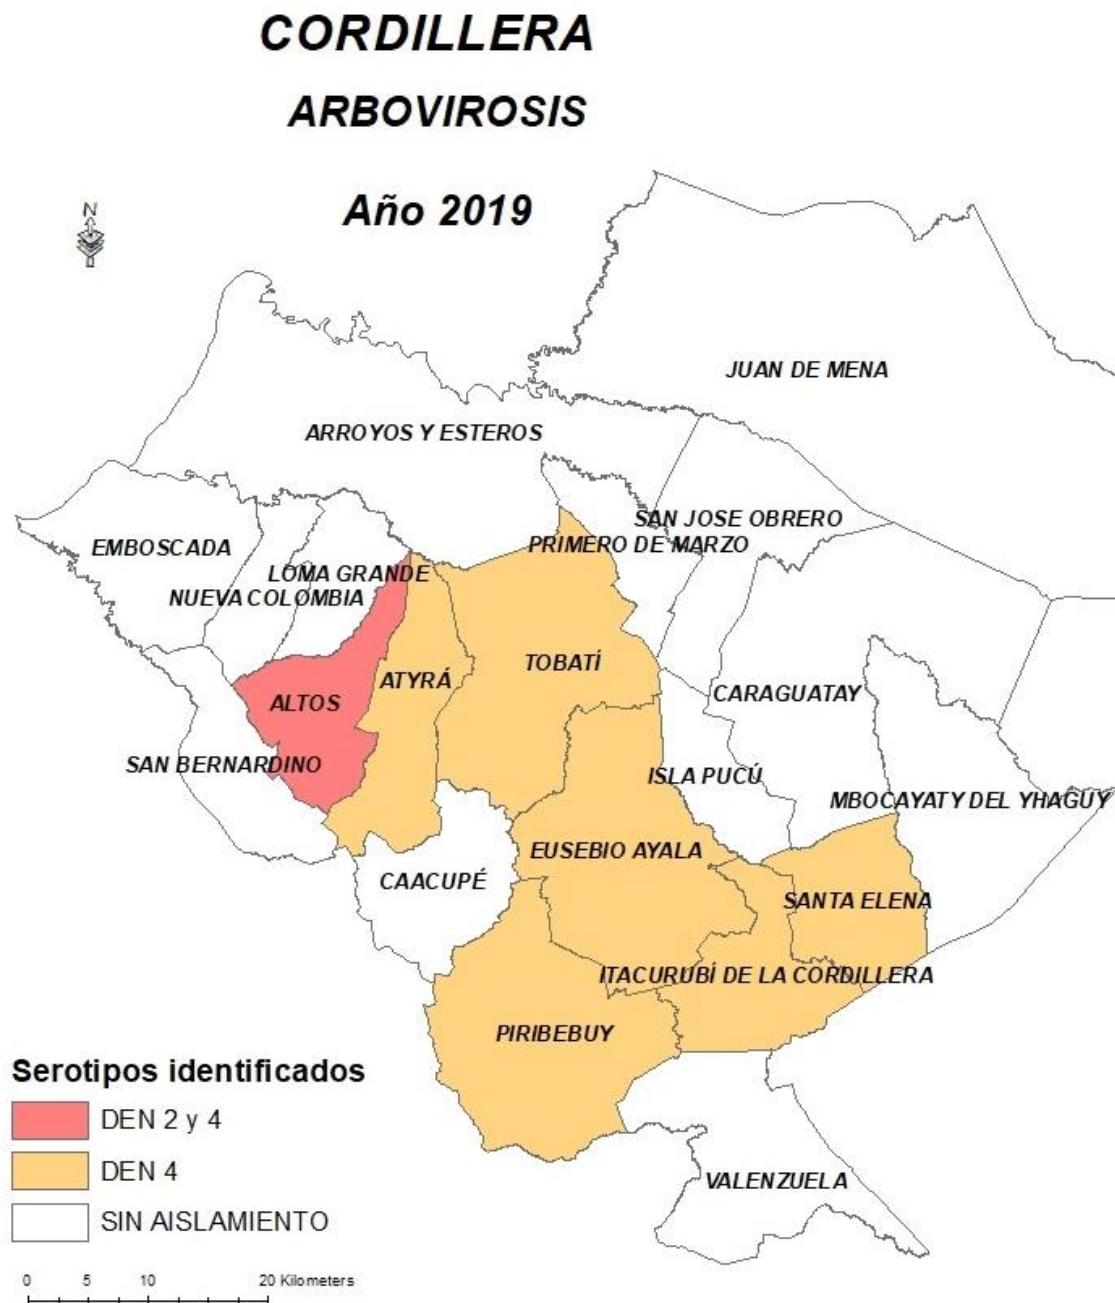 CORDILLERA
ARBOVIROSIS
Año 2019
N
JUAN DE MENA
ARROYOS Y ESTEROS
SAN JOSE OBRERO
EMBOSCADA
PRIMERO DE MARZO
LOMA GRANDE
NUEVA COLOMBIA
TOBATÍ
ATYRÁ
CARAGUATAY
ALTOS
SAN BERNARDINO
ISLA PUCÚ
MBOCAYATY DEL YHAGUY
EUSEBIO AYALA
CAACUPÉ
SANTA ELENA
ITACURUBÍ DE LA CORDILLERA
PIRIBEBUY
VALENZUELA
Serotipos identificados
DEN 2 y 4
DEN 4
SIN AISLAMIENTO
0 5 10 20 Kilometers